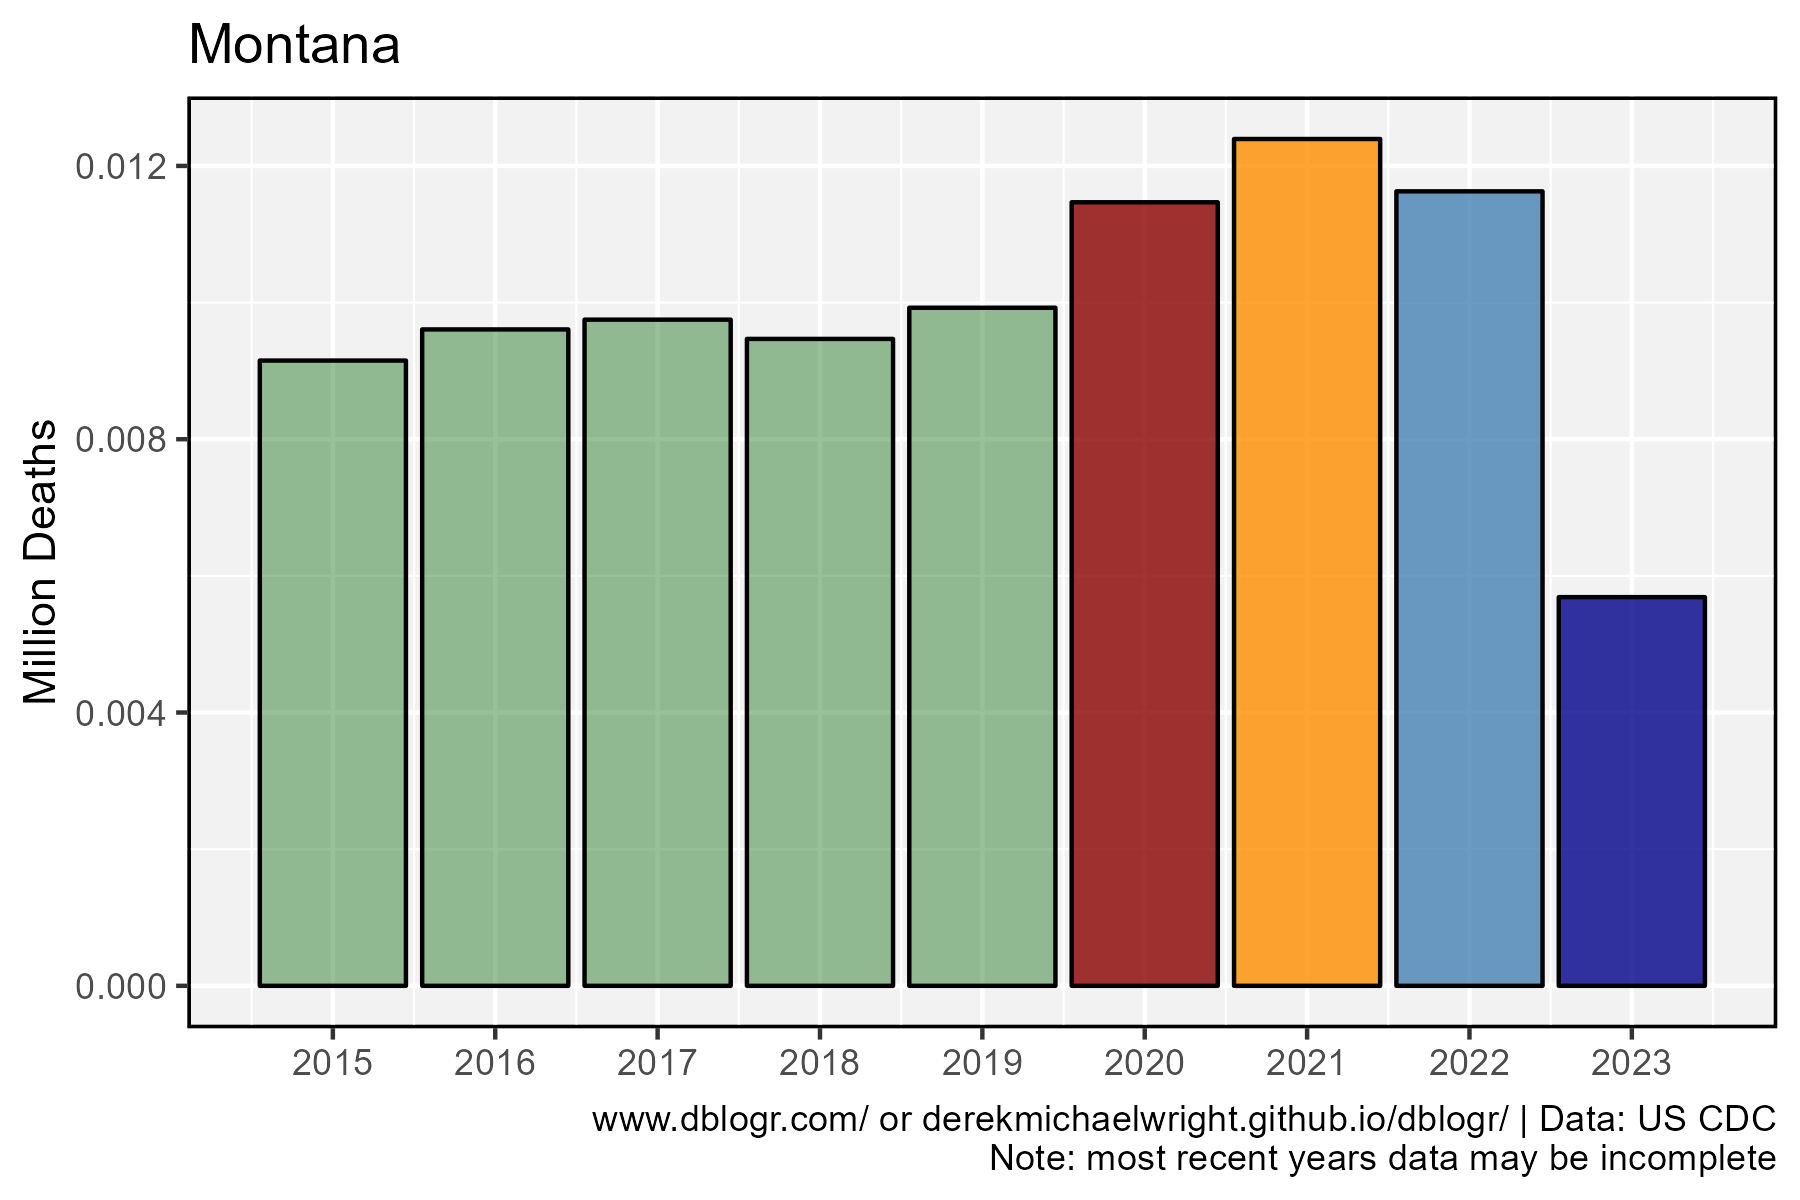 Montana
Million Deaths
0.012
0.008
0.004
0.000
2015 2016 2017 2018 2019 2020 2021 2022 2023
www.dblogr.com/ or derekmichaelwright.github.io/dblogr/ | Data: US CDC
Note: most recent years data may be incomplete